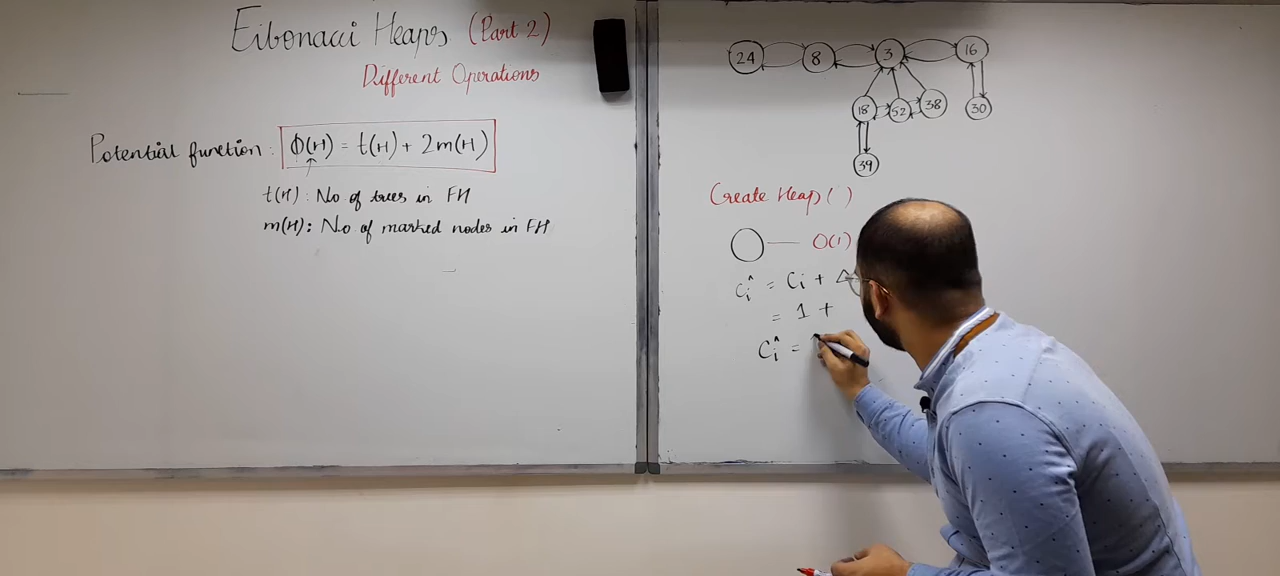 Fibonacci Heaps (Part 2)
Different Operations
Potential function: Φ(H) = t(H) + 2m(H)
t(H): No of trees in FH
m(H): No of marked nodes in FH
24 8 3 16
18 52 38 30
39
Create Heap( )
O(1)
Ĉi = Ci + Δ
= 1 +
Ĉi =